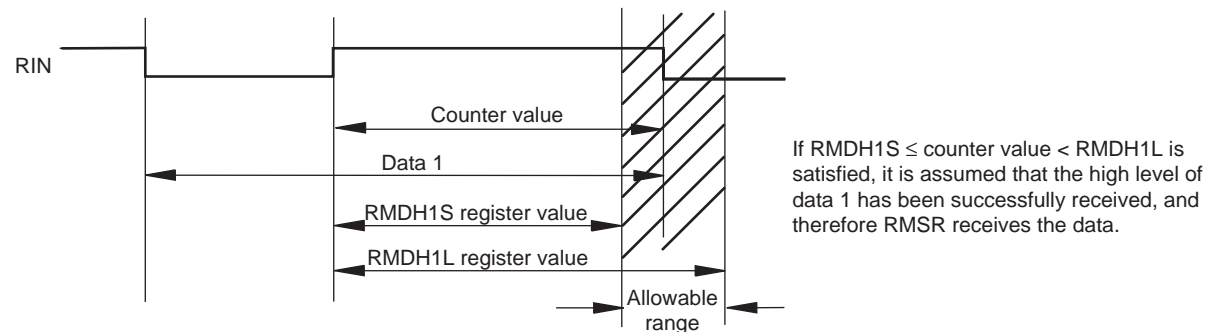 RIN
Counter value
Data 1
RMDH1S register value
RMDH1L register value
Allowable
range
If RMDH1S ≤ counter value < RMDH1L is
satisfied, it is assumed that the high level of
data 1 has been successfully received, and
therefore RMSR receives the data.